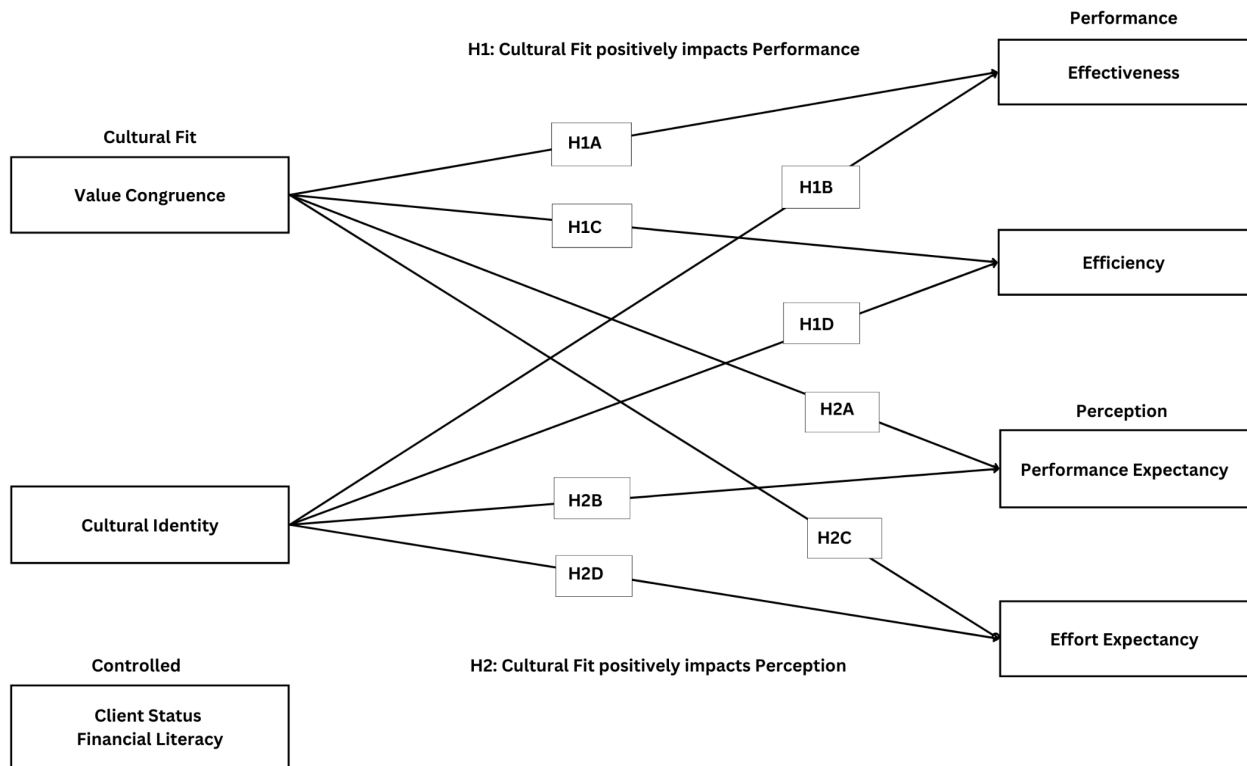 Performance
H1: Cultural Fit positively impacts Performance
Effectiveness
Cultural Fit
H1A
Value Congruence
H1B
H1C
Efficiency
H1D
H2A
Perception
Performance Expectancy
Cultural Identity
H2B
H2C
H2D
Effort Expectancy
Controlled
H2: Cultural Fit positively impacts Perception
Client Status
Financial Literacy